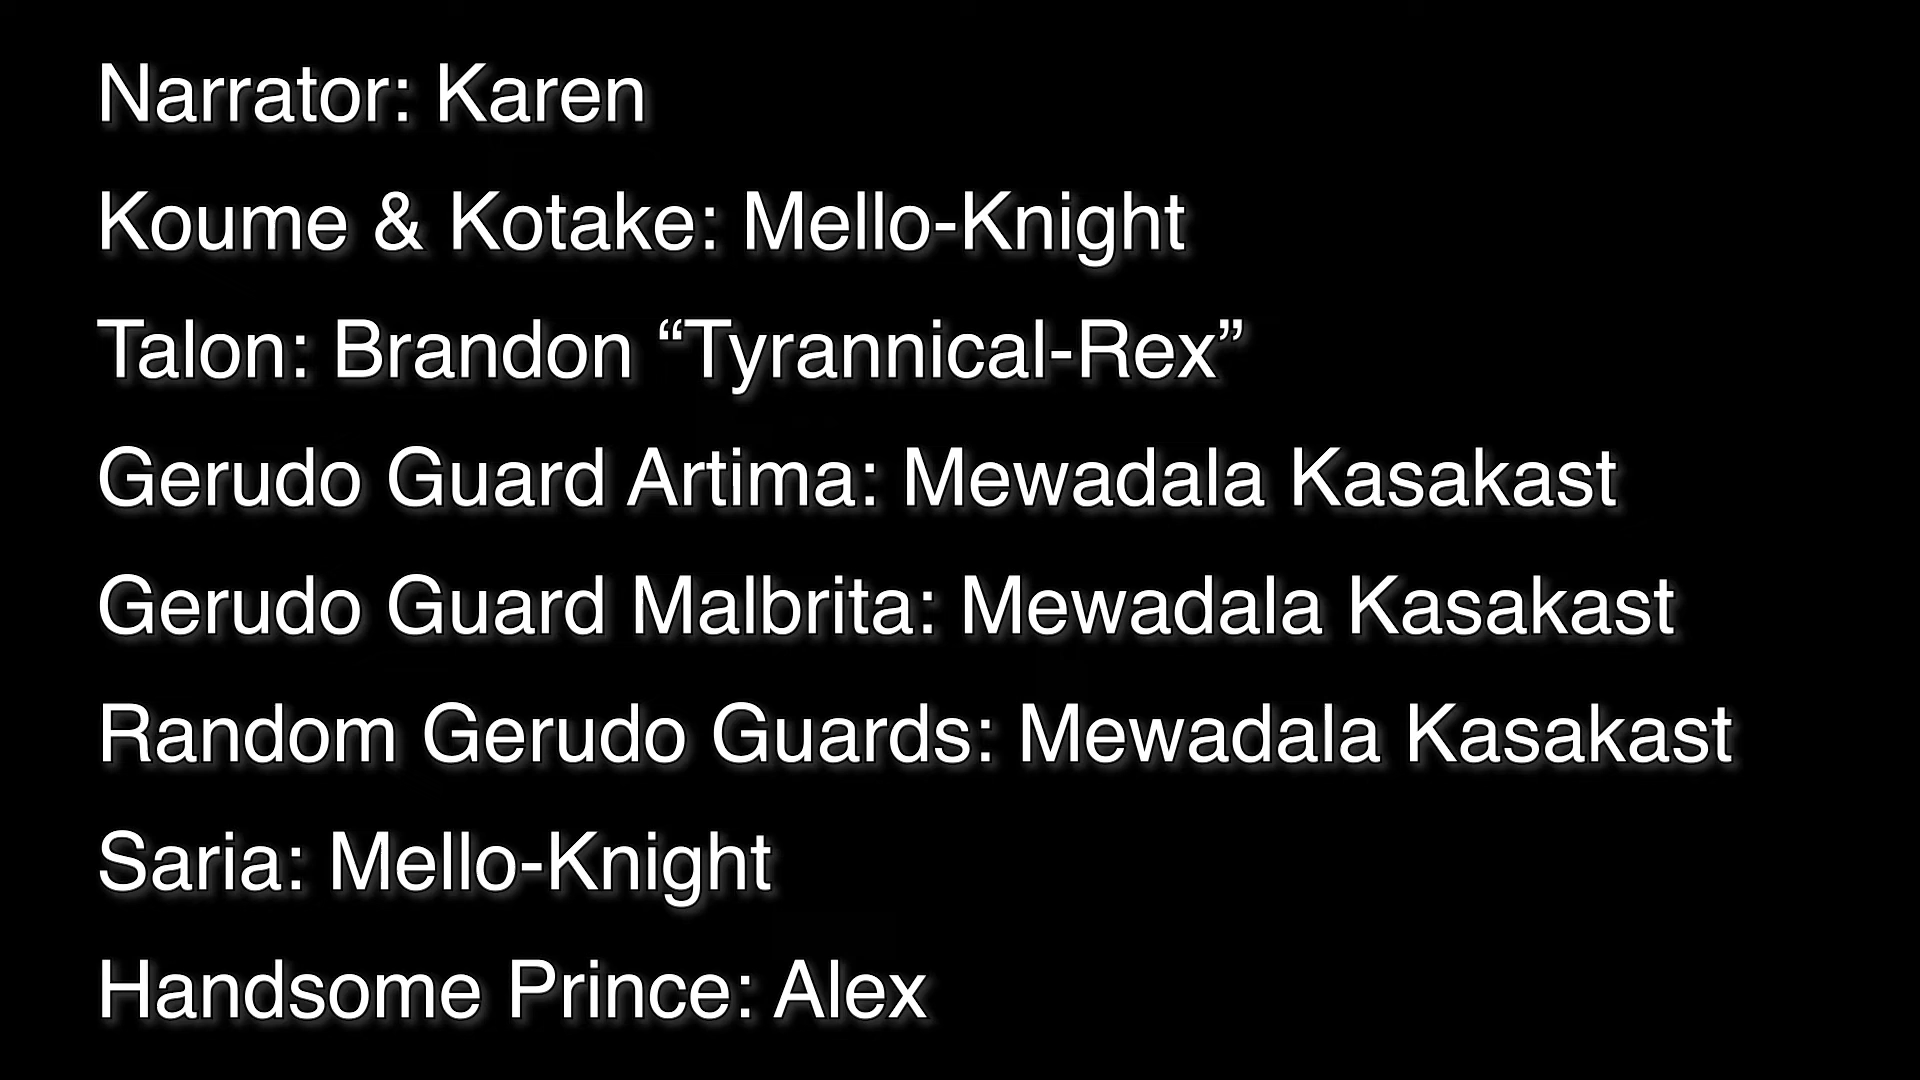 Narrator: Karen
Koume & Kotake: Mello-Knight
Talon: Brandon “Tyrannical-Rex”
Gerudo Guard Artima: Mewadala Kasakast
Gerudo Guard Malbrita: Mewadala Kasakast
Random Gerudo Guards: Mewadala Kasakast
Saria: Mello-Knight
Handsome Prince: Alex